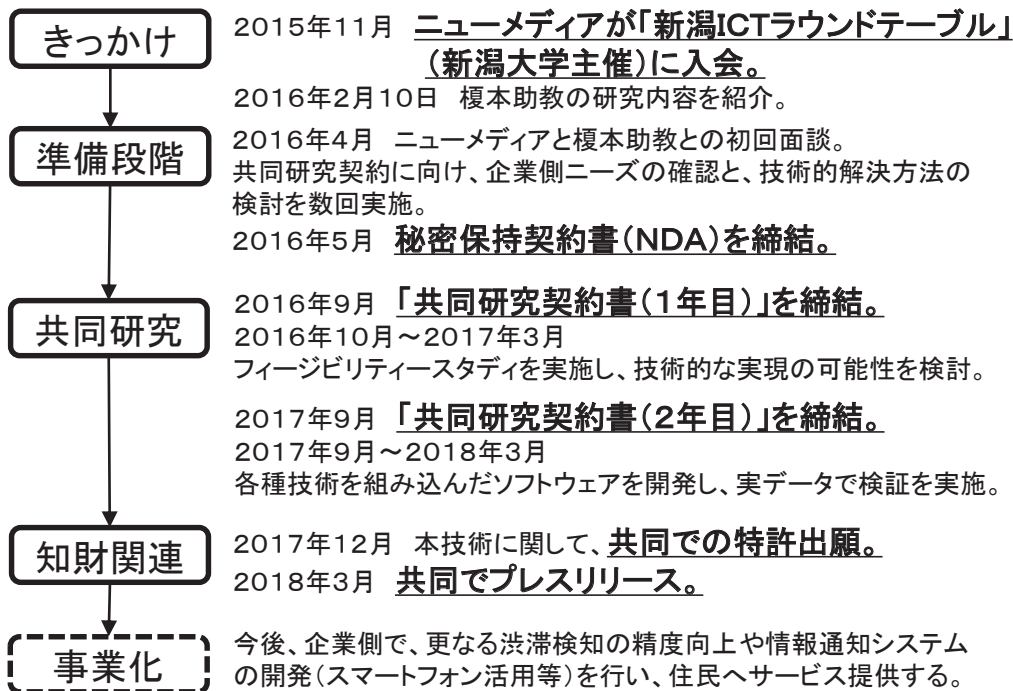 きっかけ
2015年11月 ニューメディアが「新潟ICTラウンドテーブル」
（新潟大学主催）に入会。
2016年2月10日 榎本助教の研究内容を紹介。
準備段階
2016年4月 ニューメディアと榎本助教との初回面談。
共同研究契約に向け、企業側ニーズの確認と、技術的解決方法の
検討を数回実施。
2016年5月 秘密保持契約書（NDA）を締結。
共同研究
2016年9月 「共同研究契約書（1年目）」を締結。
2016年10月～2017年3月
フィージビリティースタディを実施し、技術的な実現の可能性を検討。
2017年9月 「共同研究契約書（2年目）」を締結。
2017年9月～2018年3月
各種技術を組み込んだソフトウェアを開発し、実データで検証を実施。
知財関連
2017年12月 本技術に関して、共同での特許出願。
2018年3月 共同でプレスリリース。
事業化
今後、企業側で、更なる渋滞検知の精度向上や情報通知システム
の開発（スマートフォン活用等）を行い、住民へサービス提供する。